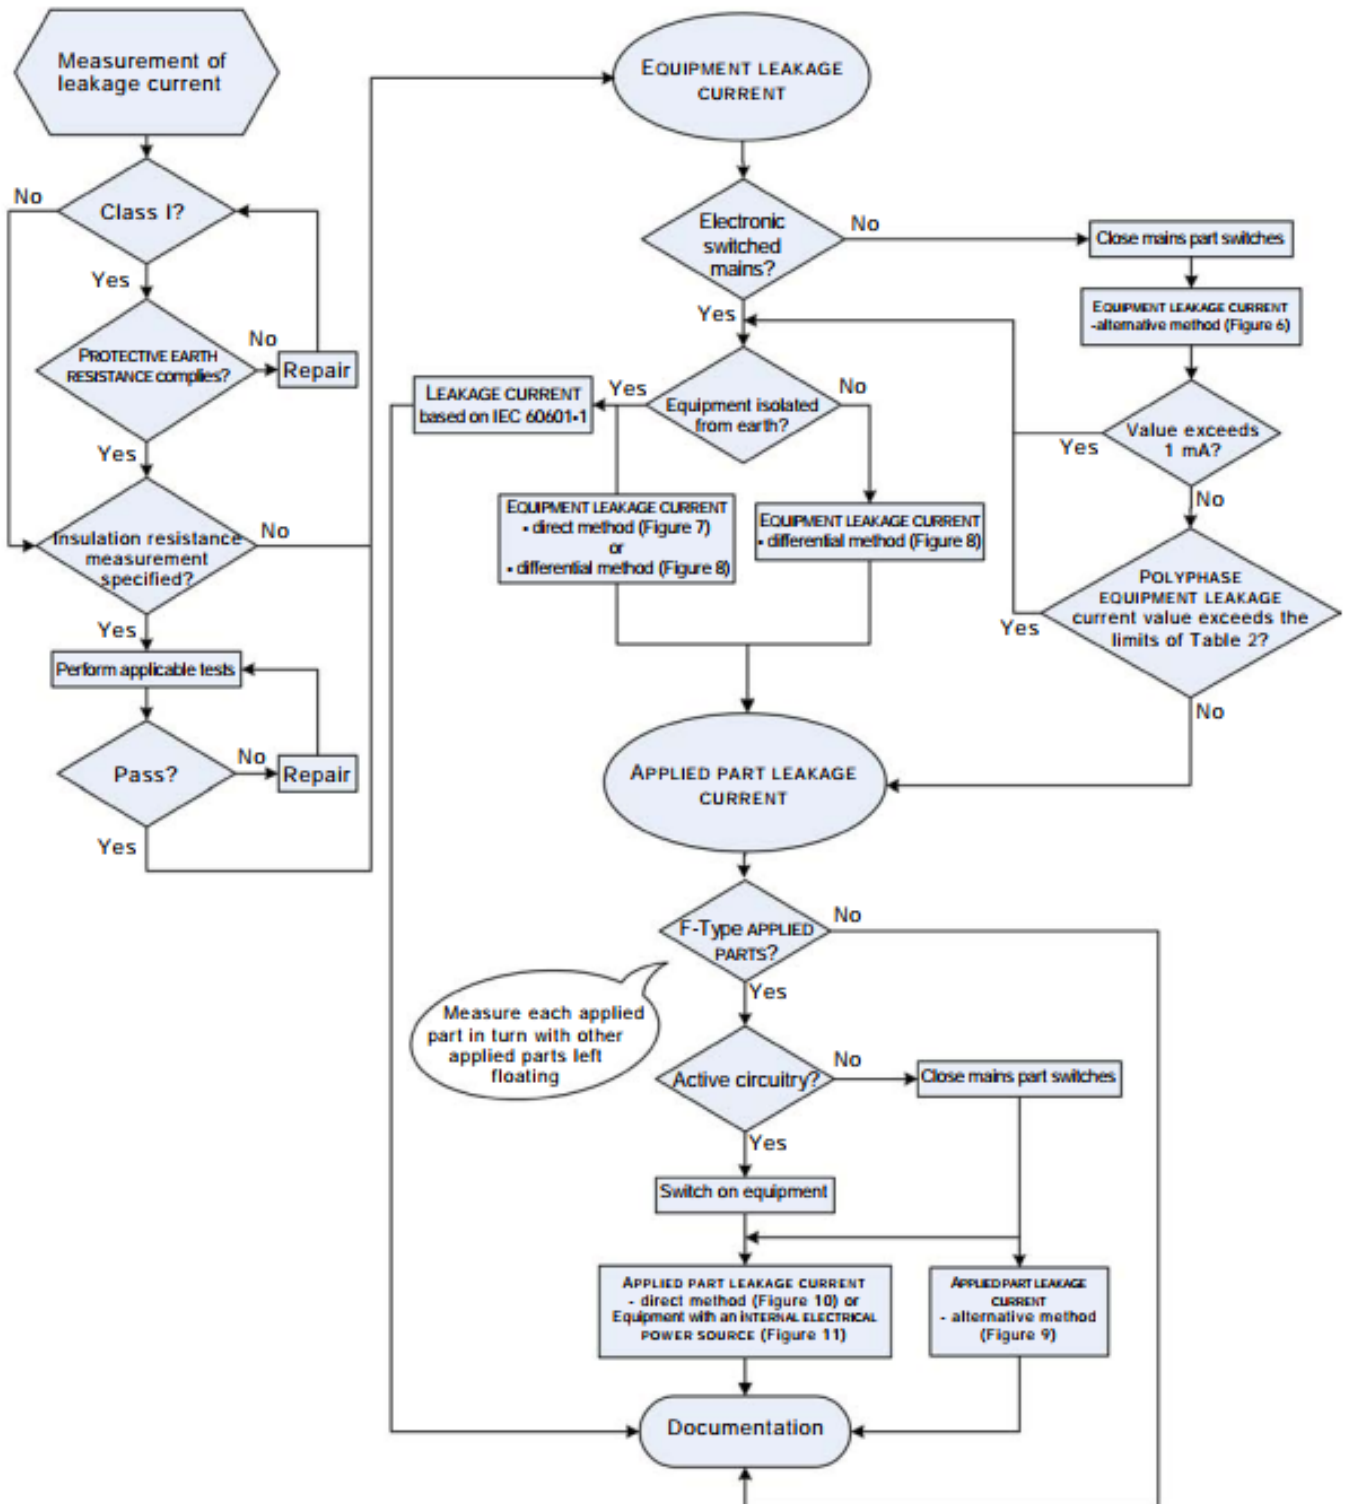 Measurement of
leakage current
Class I?
No
Yes
PROTECTIVE EARTH
RESISTANCE complies?
No
Repair
Yes
Insulation resistance
measurement
specified?
No
Yes
Perform applicable tests
Pass?
No
Repair
Yes
EQUIPMENT LEAKAGE
CURRENT
Electronic
switched
mains?
No
Close mains part switches
EQUIPMENT LEAKAGE CURRENT
-alternative method (Figure 6)
Yes
Value exceeds
1 mA?
Yes
No
POLYPHASE
EQUIPMENT LEAKAGE
current value exceeds the
limits of Table 2?
Yes
No
Equipment isolated
from earth?
Yes
No
LEAKAGE CURRENT
based on IEC 60601-1
EQUIPMENT LEAKAGE CURRENT
- direct method (Figure 7)
or
- differential method (Figure 8)
EQUIPMENT LEAKAGE CURRENT
- differential method (Figure 8)
APPLIED PART LEAKAGE
CURRENT
F-Type APPLIED
PARTS?
No
Yes
Measure each applied
part in turn with other
applied parts left
floating
Active circuitry?
No
Close mains part switches
Yes
Switch on equipment
APPLIED PART LEAKAGE CURRENT
- direct method (Figure 10) or
Equipment with an INTERNAL ELECTRICAL
POWER SOURCE (Figure 11)
APPLIED PART LEAKAGE
CURRENT
- alternative method
(Figure 9)
Documentation